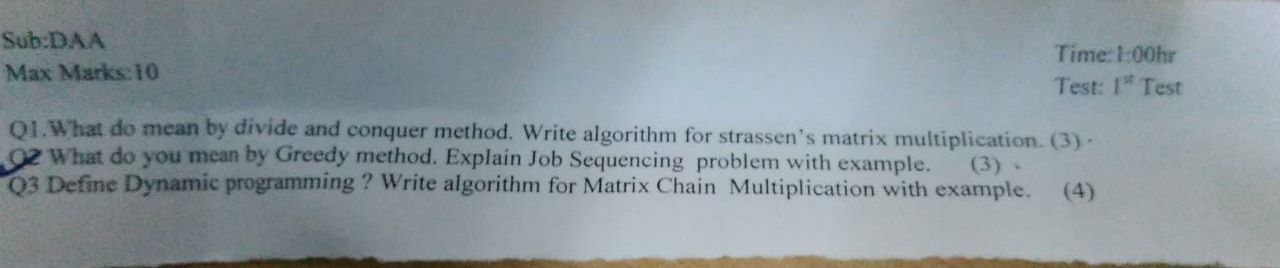 Sub:DAA
Time:1:00hr
Max Marks:10
Test: 1st Test
Q1.What do mean by divide and conquer method. Write algorithm for strassen's matrix multiplication. (3)
Q2 What do you mean by Greedy method. Explain Job Sequencing problem with example. (3)
Q3 Define Dynamic programming ? Write algorithm for Matrix Chain Multiplication with example. (4)